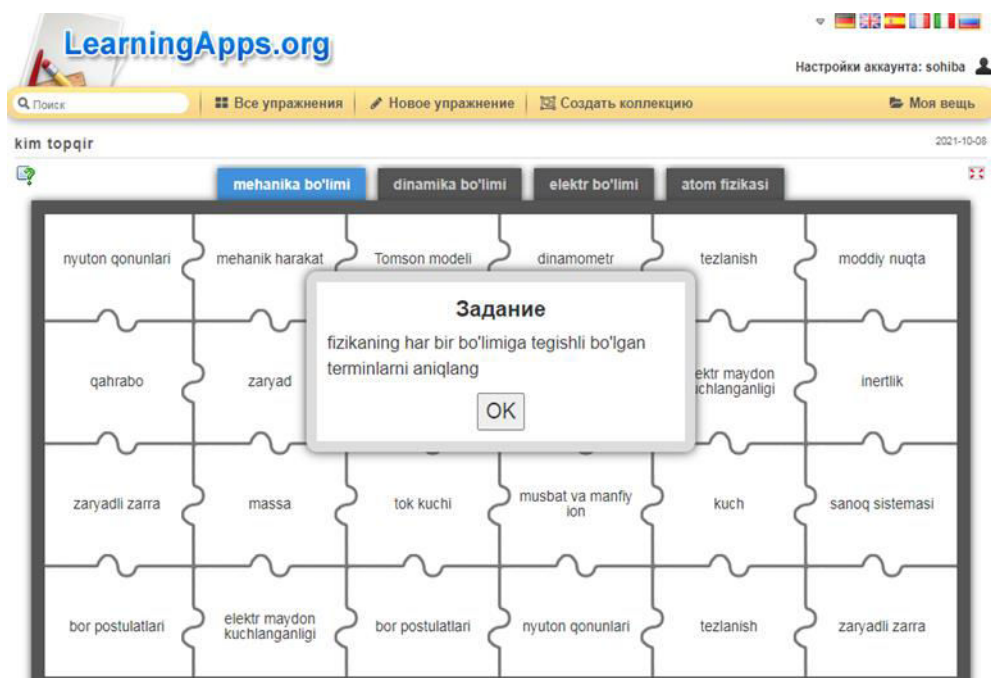 LearningApps.org
Настройки аккаунта: sohiba
Поиск
Все упражнения
Новое упражнение
Создать коллекцию
Моя вещь
kim topqir
2021-10-08
mehanika bo'limi
dinamika bo'limi
elektr bo'limi
atom fizikasi
nyuton qonunlari
mehanik harakat
Tomson modeli
dinamometr
tezlanish
moddiy nuqta
Задание
fizikaning har bir bo'limiga tegishli bo'lgan
terminlarni aniqlang
OK
qahrabo
zaryad
maydon
inertlik
zaryadli zarra
massa
tok kuchi
musbat va manfiy
ion
kuch
sanoq sistemasi
bor postulatlari
elektr maydon
kuchlanganligi
bor postulatlari
nyuton qonunlari
tezlanish
zaryadli zarra